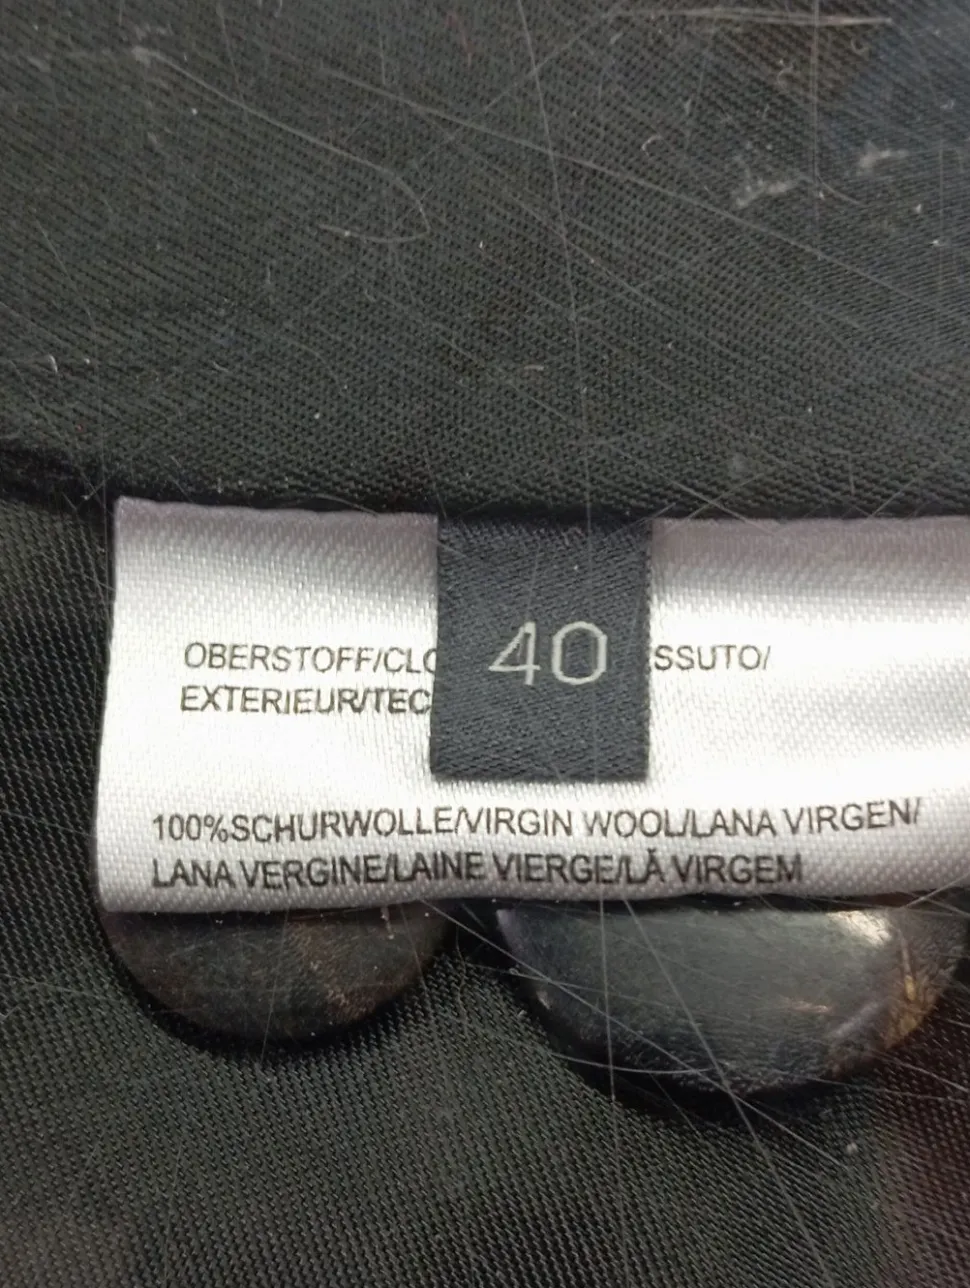 OBERSTOFF/CLO
40
SSUTO/
EXTERIEUR/TEC
100%SCHURWOLLE/VIRGIN WOOL/LANA VIRGEN/
LANA VERGINE/LAINE VIERGE/LÃ VIRGEM